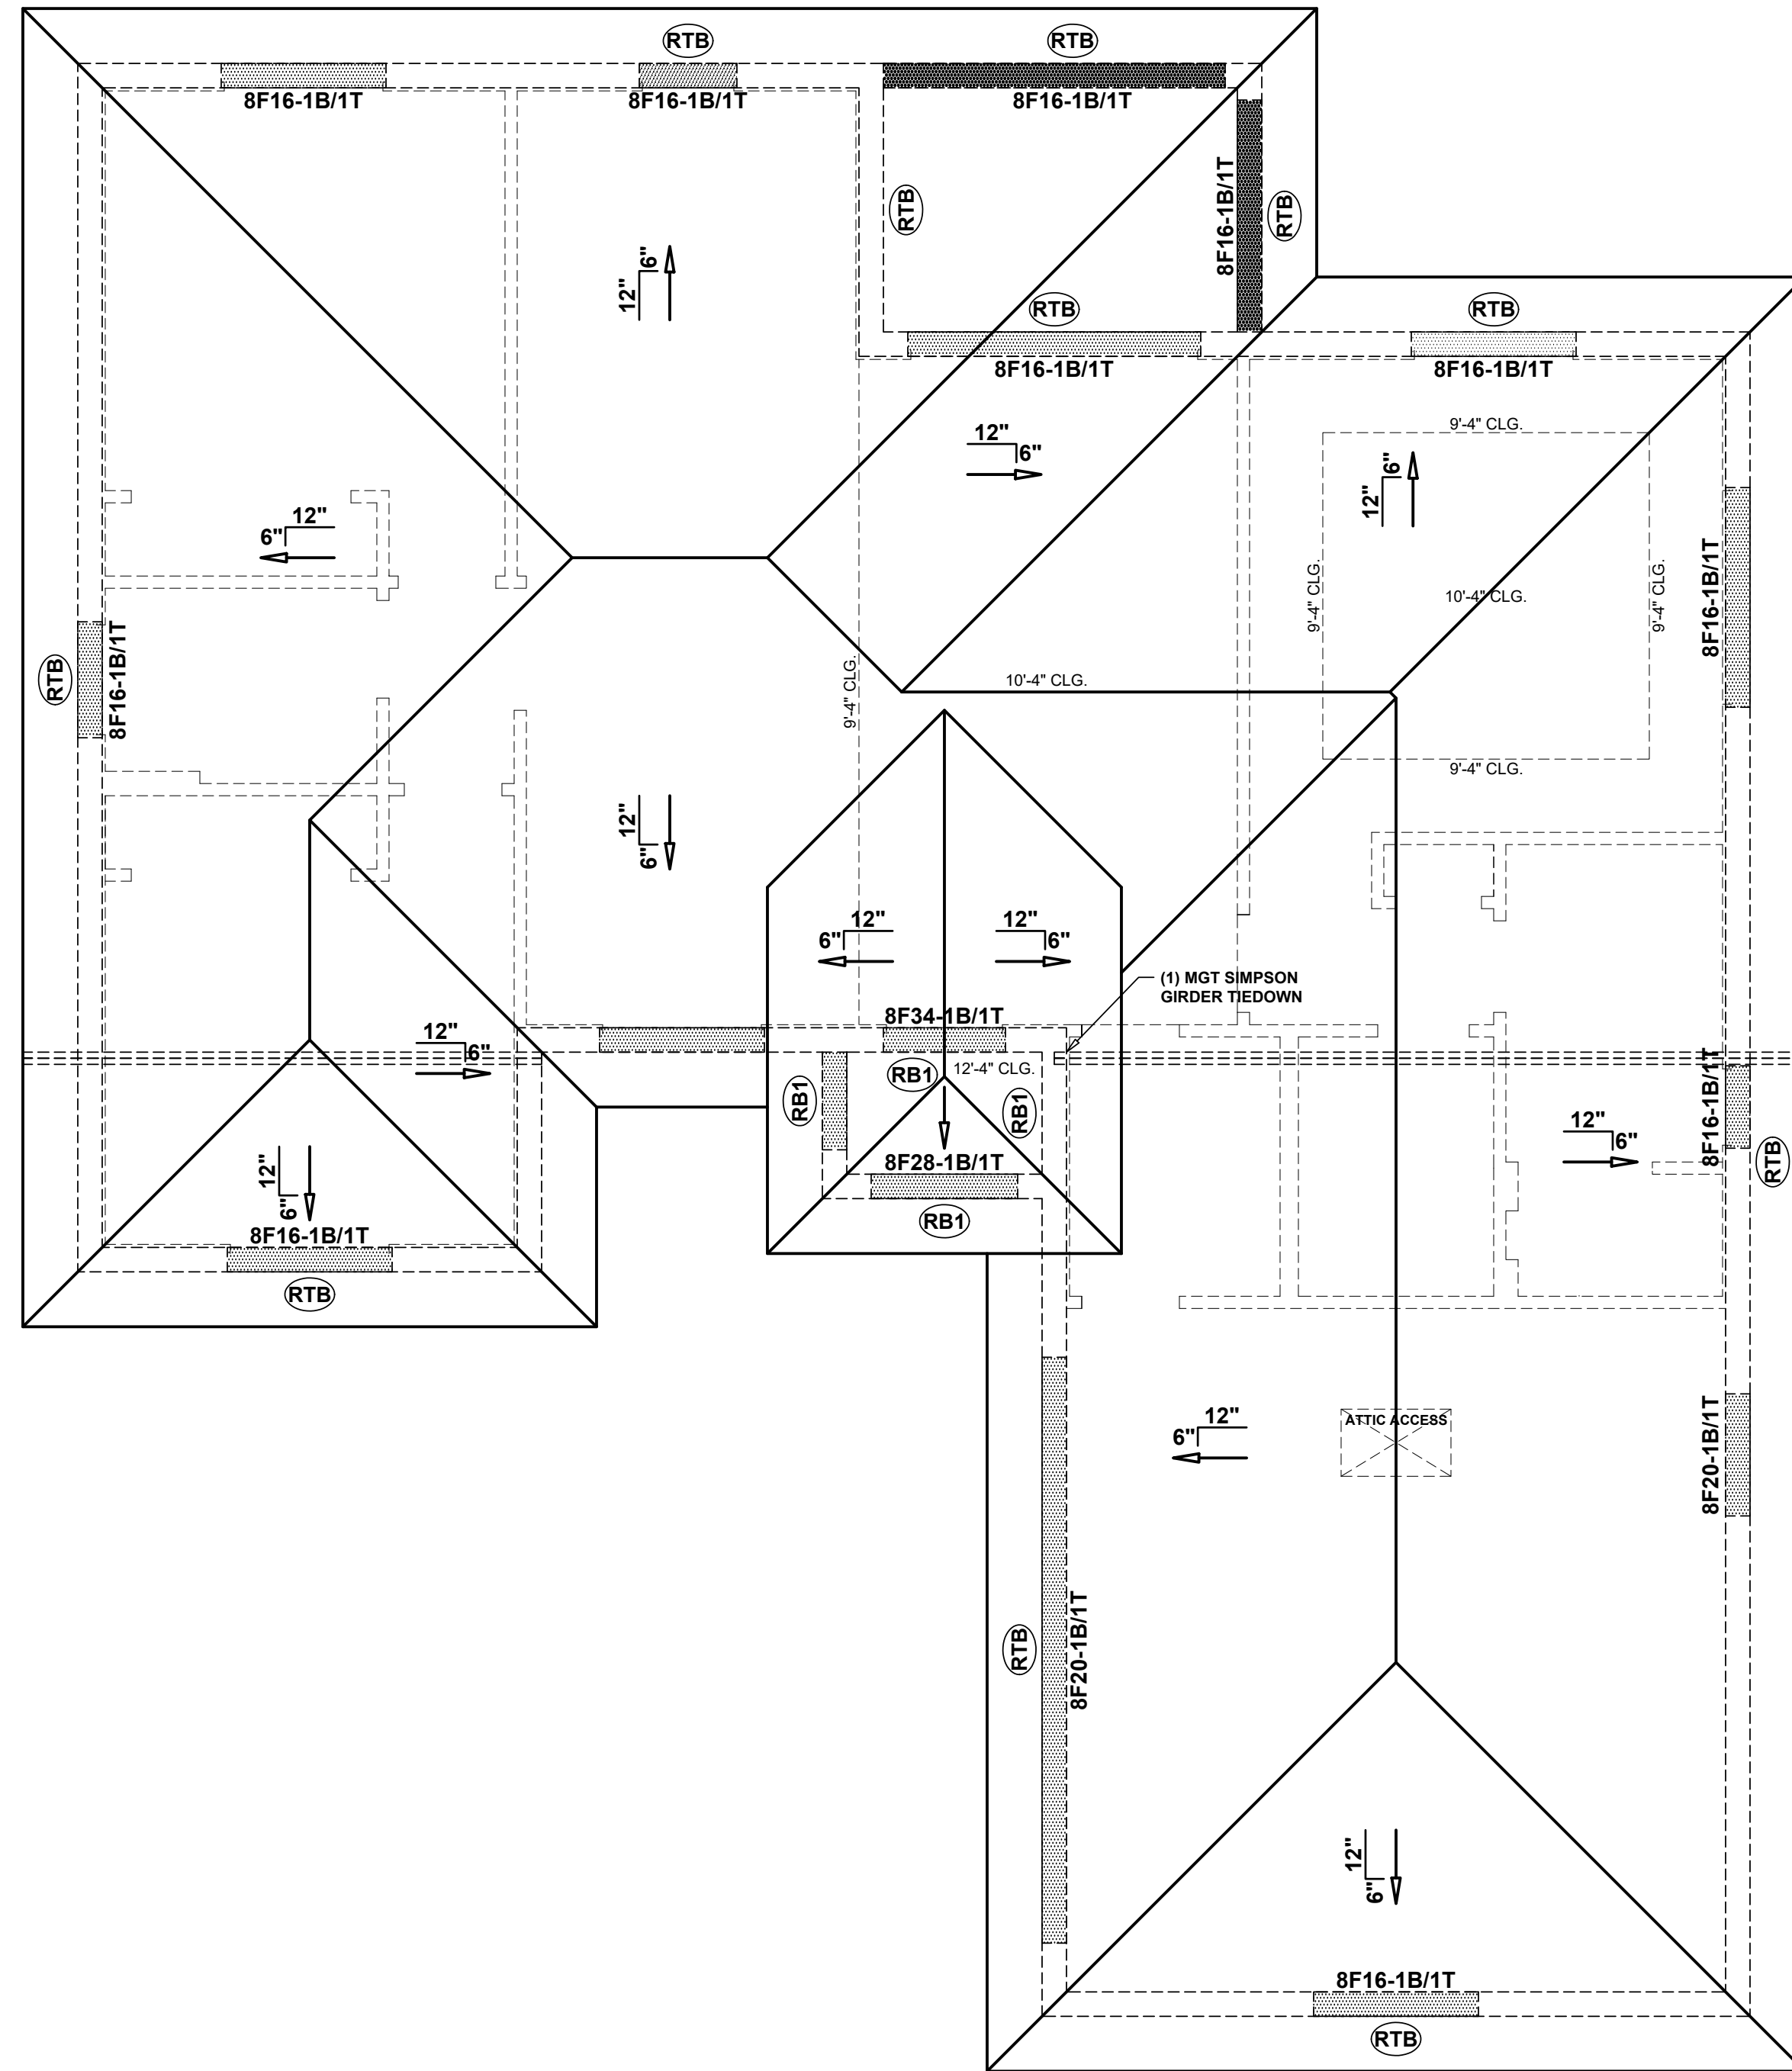 RTB
RTB
8F16-1B/1T
8F16-1B/1T
8F16-1B/1T
8F16-1B/1T
RTB
RTB
12"
6"
RTB
RTB
8F16-1B/1T
8F16-1B/1T
12"
6"
9'-4" CLG.
12"
6"
12"
6"
8F16-1B/1T
9'-4" CLG.
10'-4" CLG.
9'-4" CLG.
RTB
8F16-1B/1T
10'-4" CLG.
9'-4" CLG.
9'-4" CLG.
12"
6"
12"
6"
12"
6"
(1) MGT SIMPSON
GIRDER TIEDOWN
8F34-1B/1T
12"
6"
RB1
12'-4" CLG.
RB1
RB1
8F16-1B/1T
12"
6"
RTB
8F28-1B/1T
12"
6"
RB1
8F16-1B/1T
RTB
12"
6"
ATTIC ACCESS
8F20-1B/1T
RTB
8F20-1B/1T
12"
6"
8F16-1B/1T
RTB